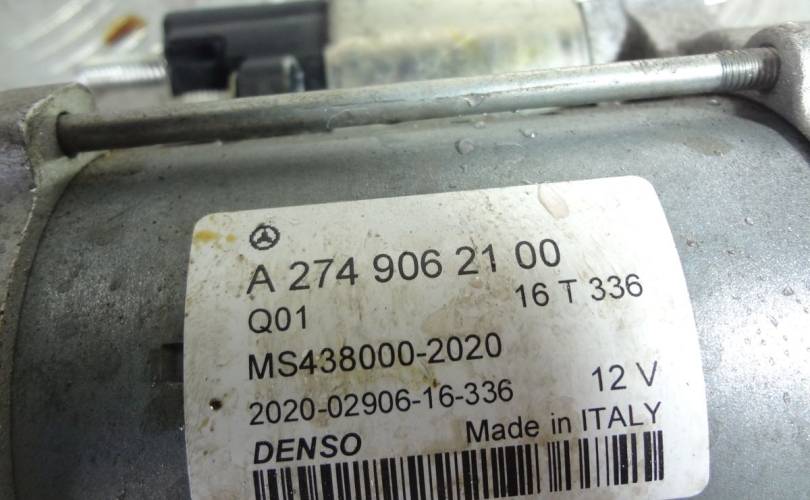 A 274 906 21 00
Q01 16 T 336
MS438000-2020
2020-02906-16-336 12 V
DENSO Made in ITALY